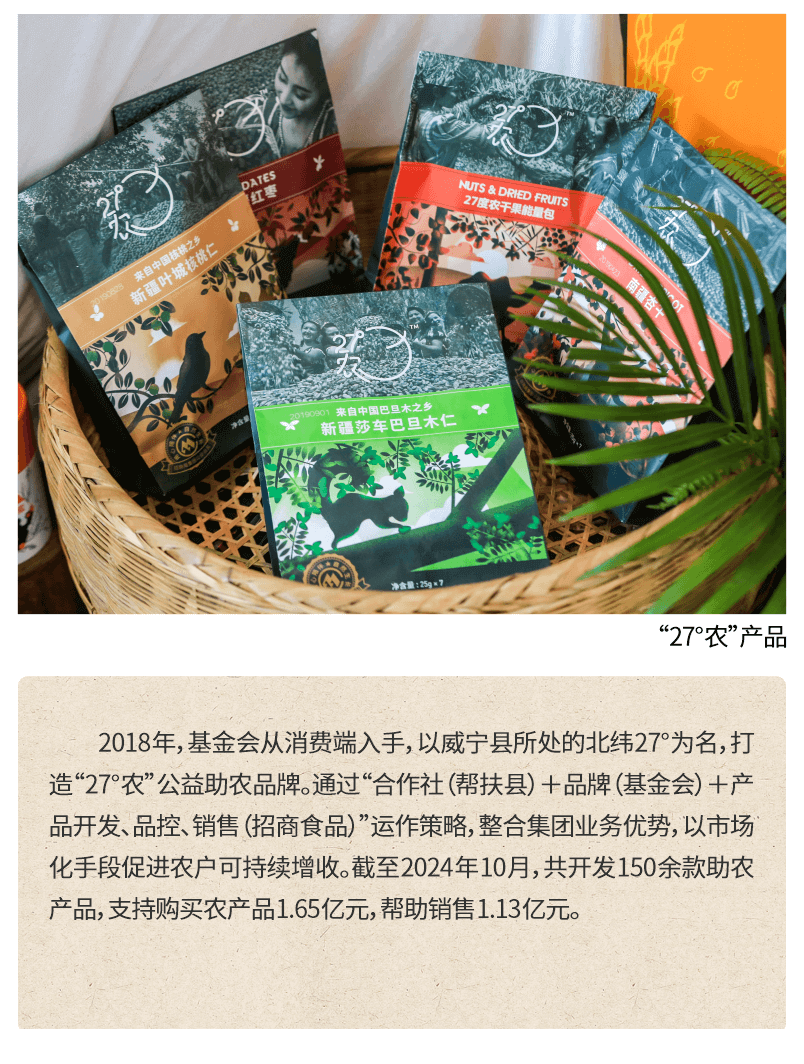 27°农
27°农
27°农
TM
DATES
红枣
NUTS & DRIED FRUITS
27度农干果能量包
来自中国核桃之乡
20190825
新疆叶城核桃仁
南疆杏干
27°农
TM
20190901
来自中国巴旦木之乡
新疆莎车巴旦木仁
净含量:25g×7
“27°农”产品
2018年,基金会从消费端入手,以威宁县所处的北纬27°为名,打
造“27°农”公益助农品牌。通过“合作社(帮扶县)+品牌(基金会)+产
品开发、品控、销售(招商食品)”运作策略,整合集团业务优势,以市场
化手段促进农户可持续增收。截至2024年10月,共开发150余款助农
产品,支持购买农产品1.65亿元,帮助销售1.13亿元。